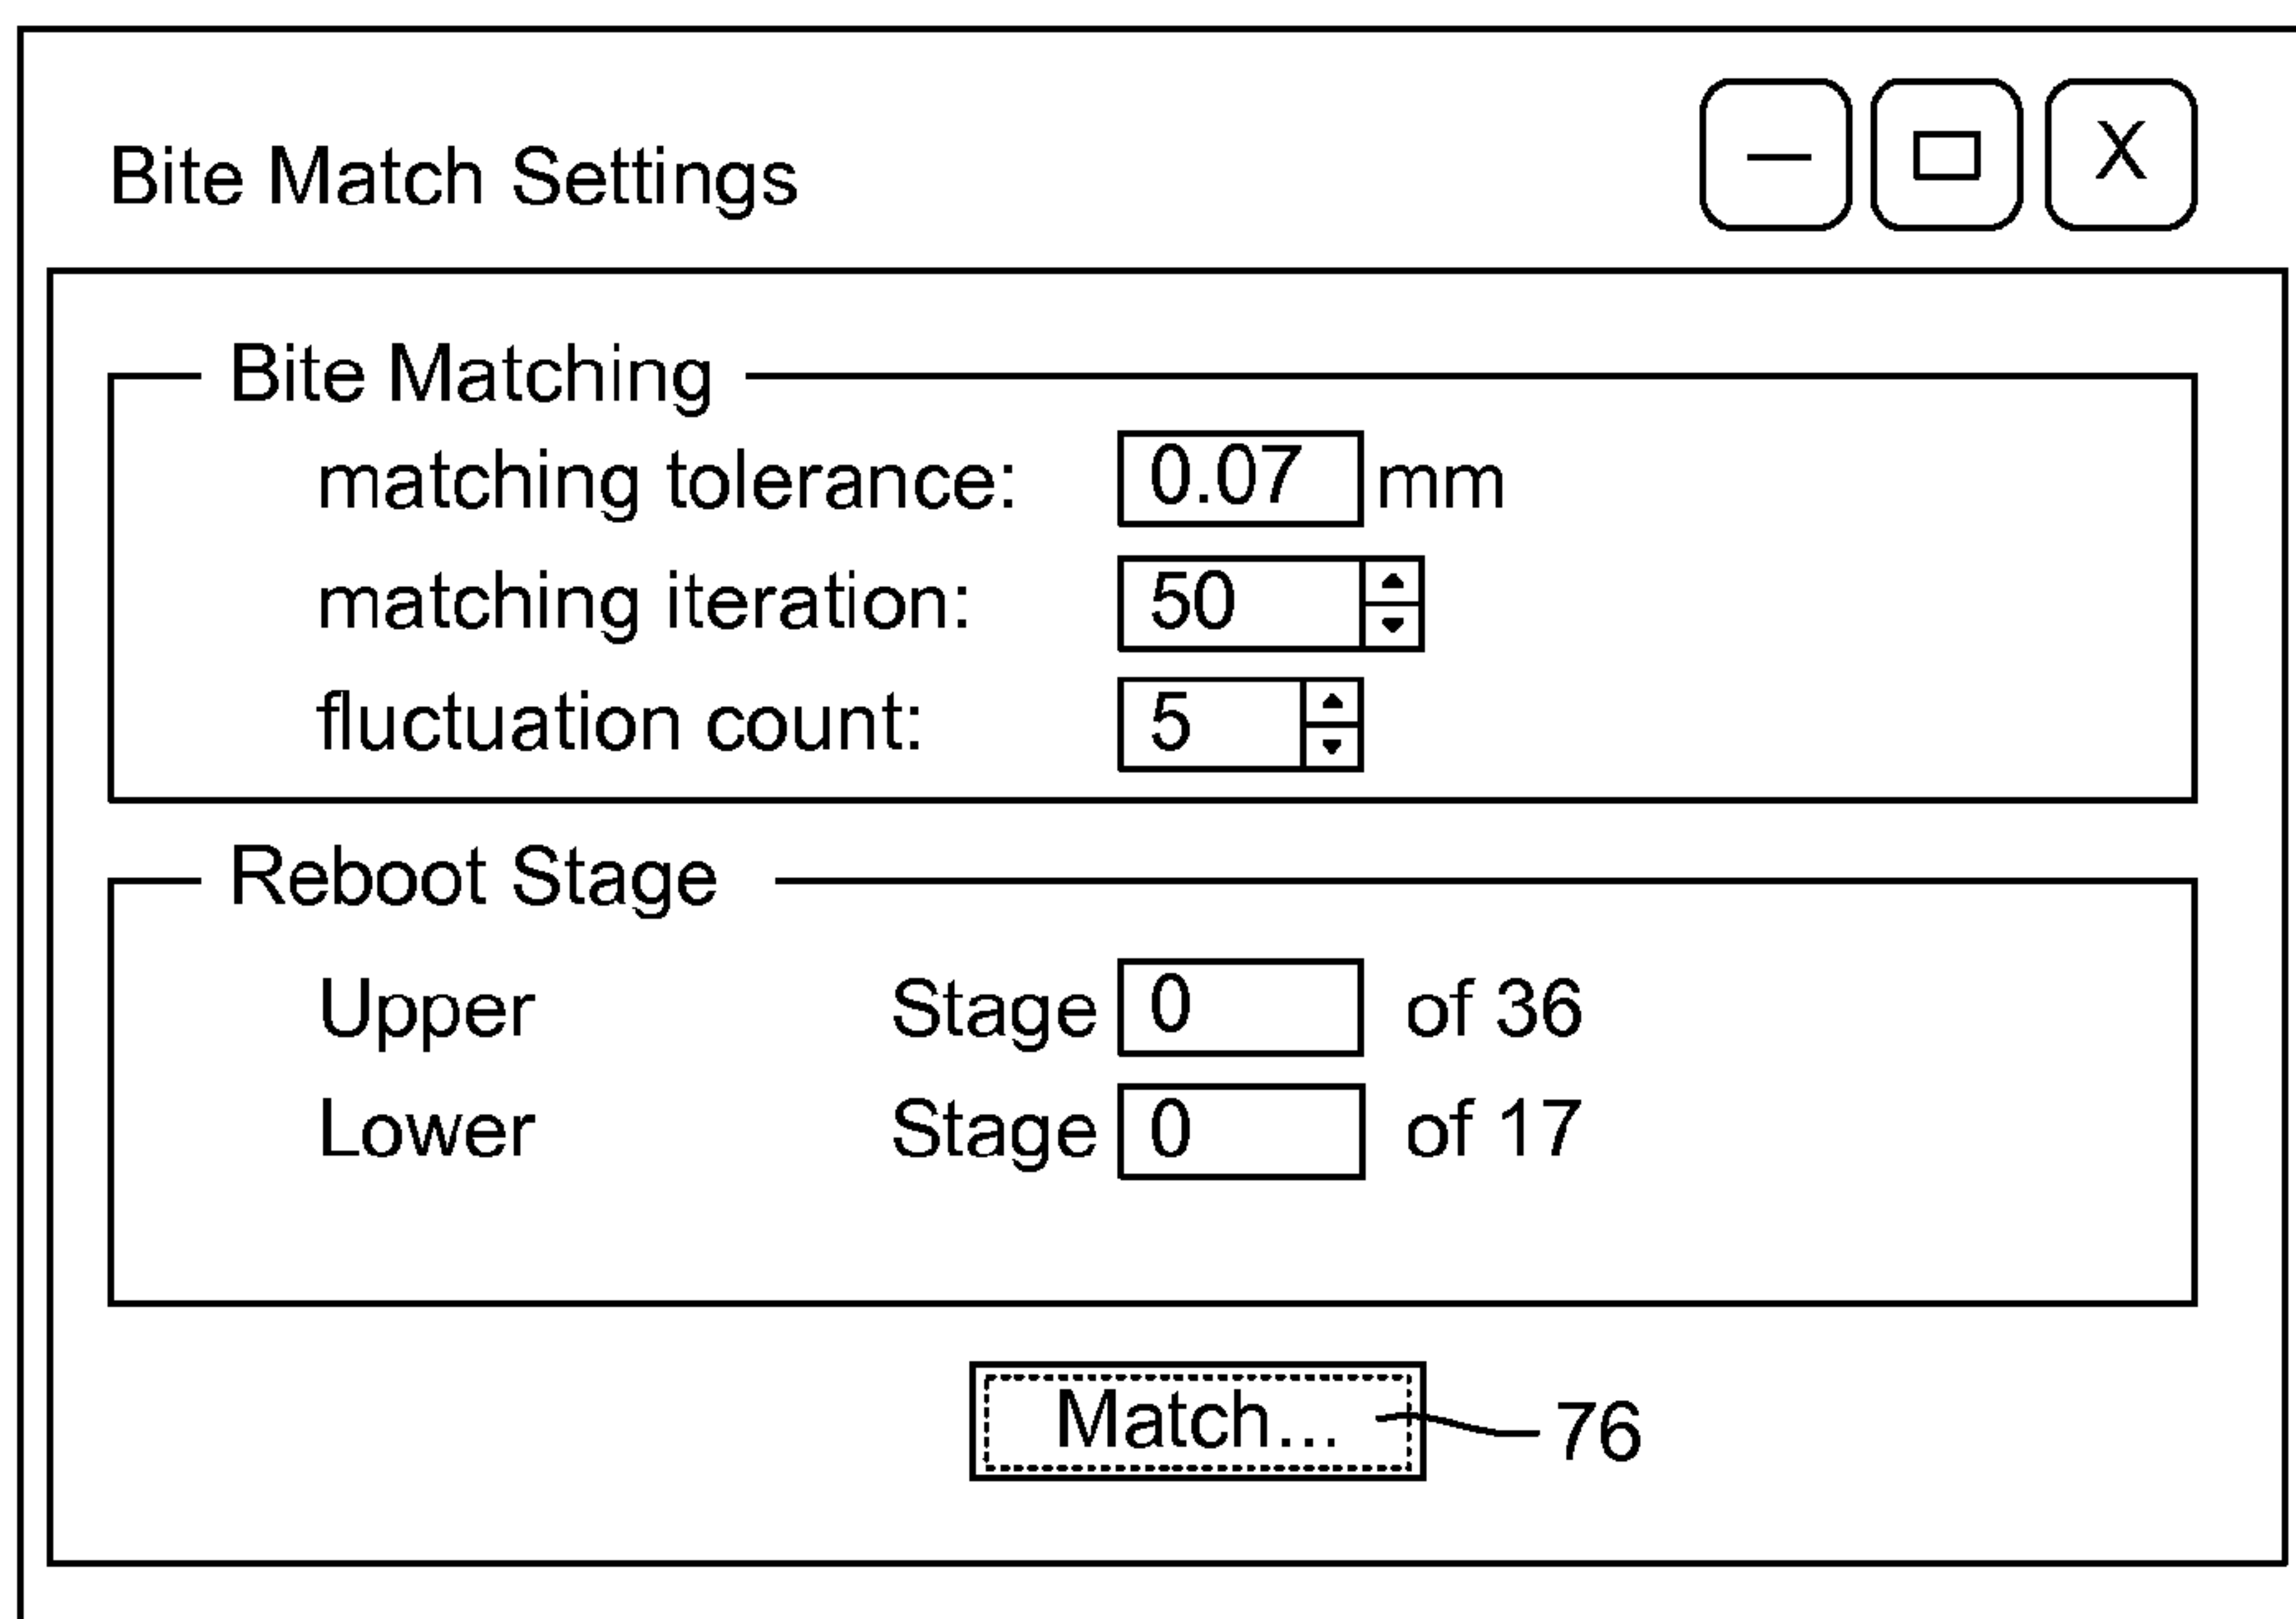 Bite Match Settings
X
Bite Matching
matching tolerance: 0.07 mm
matching iteration: 50
fluctuation count: 5
Reboot Stage
Upper Stage 0 of 36
Lower Stage 0 of 17
Match... 76